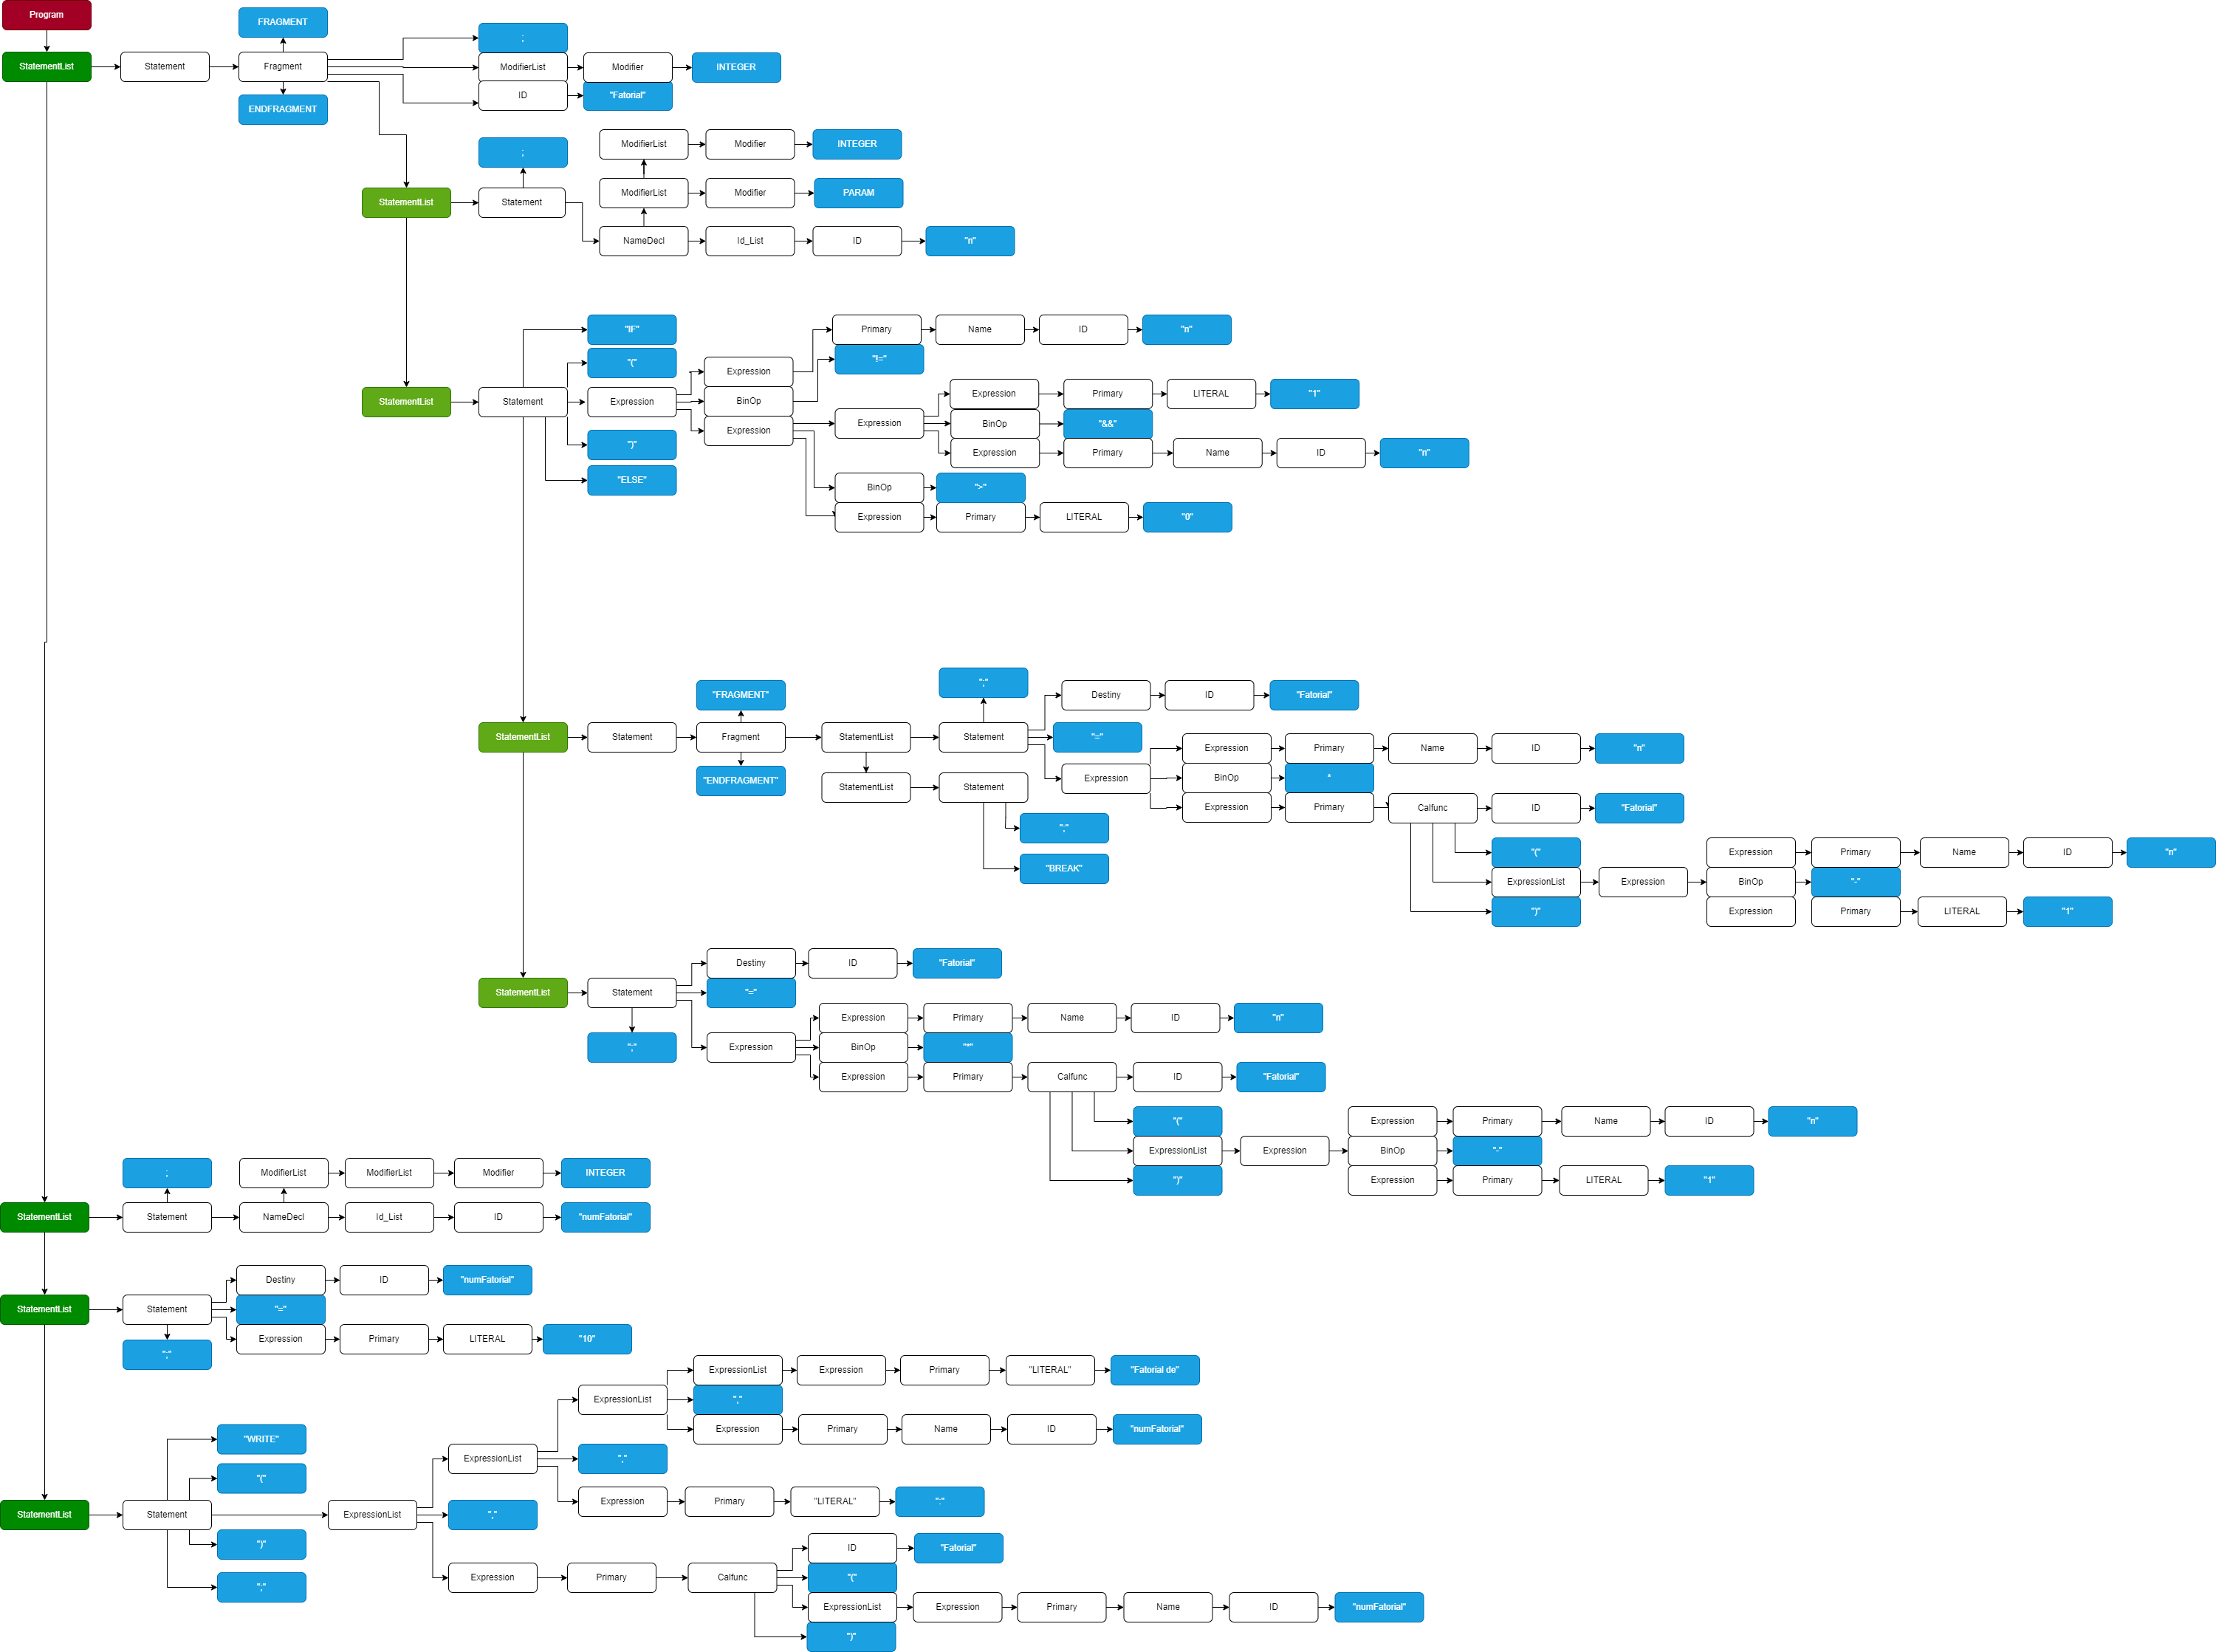 Program
FRAGMENT
;
StatementList
Statement
Fragment
ModifierList
Modifier
INTEGER
ENDFRAGMENT
ID
"Fatorial"
;
ModifierList
Modifier
INTEGER
ModifierList
Modifier
PARAM
StatementList
Statement
NameDecl
Id_List
ID
"n"
"IF"
Primary
Name
ID
"n"
"("
"!="
Expression
Expression
Primary
LITERAL
"1"
StatementList
Statement
Expression
BinOp
Expression
Expression
BinOp
"&&"
")"
Expression
Primary
Name
ID
"n"
"ELSE"
BinOp
">"
Expression
Primary
LITERAL
"0"
";"
"FRAGMENT"
Destiny
ID
"Fatorial"
StatementList
Statement
Fragment
StatementList
Statement
"="
Expression
Primary
Name
ID
"n"
"ENDFRAGMENT"
StatementList
Statement
Expression
BinOp
*
Expression
Primary
Calfunc
ID
"Fatorial"
";"
"BREAK"
"("
Expression
Primary
Name
ID
"n"
ExpressionList
Expression
BinOp
"-"
")"
Expression
Primary
LITERAL
"1"
Destiny
ID
"Fatorial"
StatementList
Statement
"="
Expression
Primary
Name
ID
"n"
";"
Expression
BinOp
"*"
Expression
Primary
Calfunc
ID
"Fatorial"
"("
Expression
Primary
Name
ID
"n"
ExpressionList
Expression
BinOp
"-"
")"
Expression
Primary
LITERAL
"1"
;
ModifierList
ModifierList
Modifier
INTEGER
StatementList
Statement
NameDecl
Id_List
ID
"numFatorial"
Destiny
ID
"numFatorial"
StatementList
Statement
"="
Expression
Primary
LITERAL
"10"
";"
ExpressionList
Expression
Primary
"LITERAL"
"Fatorial de"
ExpressionList
","
Expression
Primary
Name
ID
"numFatorial"
"WRITE"
ExpressionList
","
"("
Expression
Primary
"LITERAL"
":"
StatementList
Statement
ExpressionList
","
")"
";"
ID
"Fatorial"
Expression
Primary
Calfunc
"("
ExpressionList
Expression
Primary
Name
ID
"numFatorial"
")"